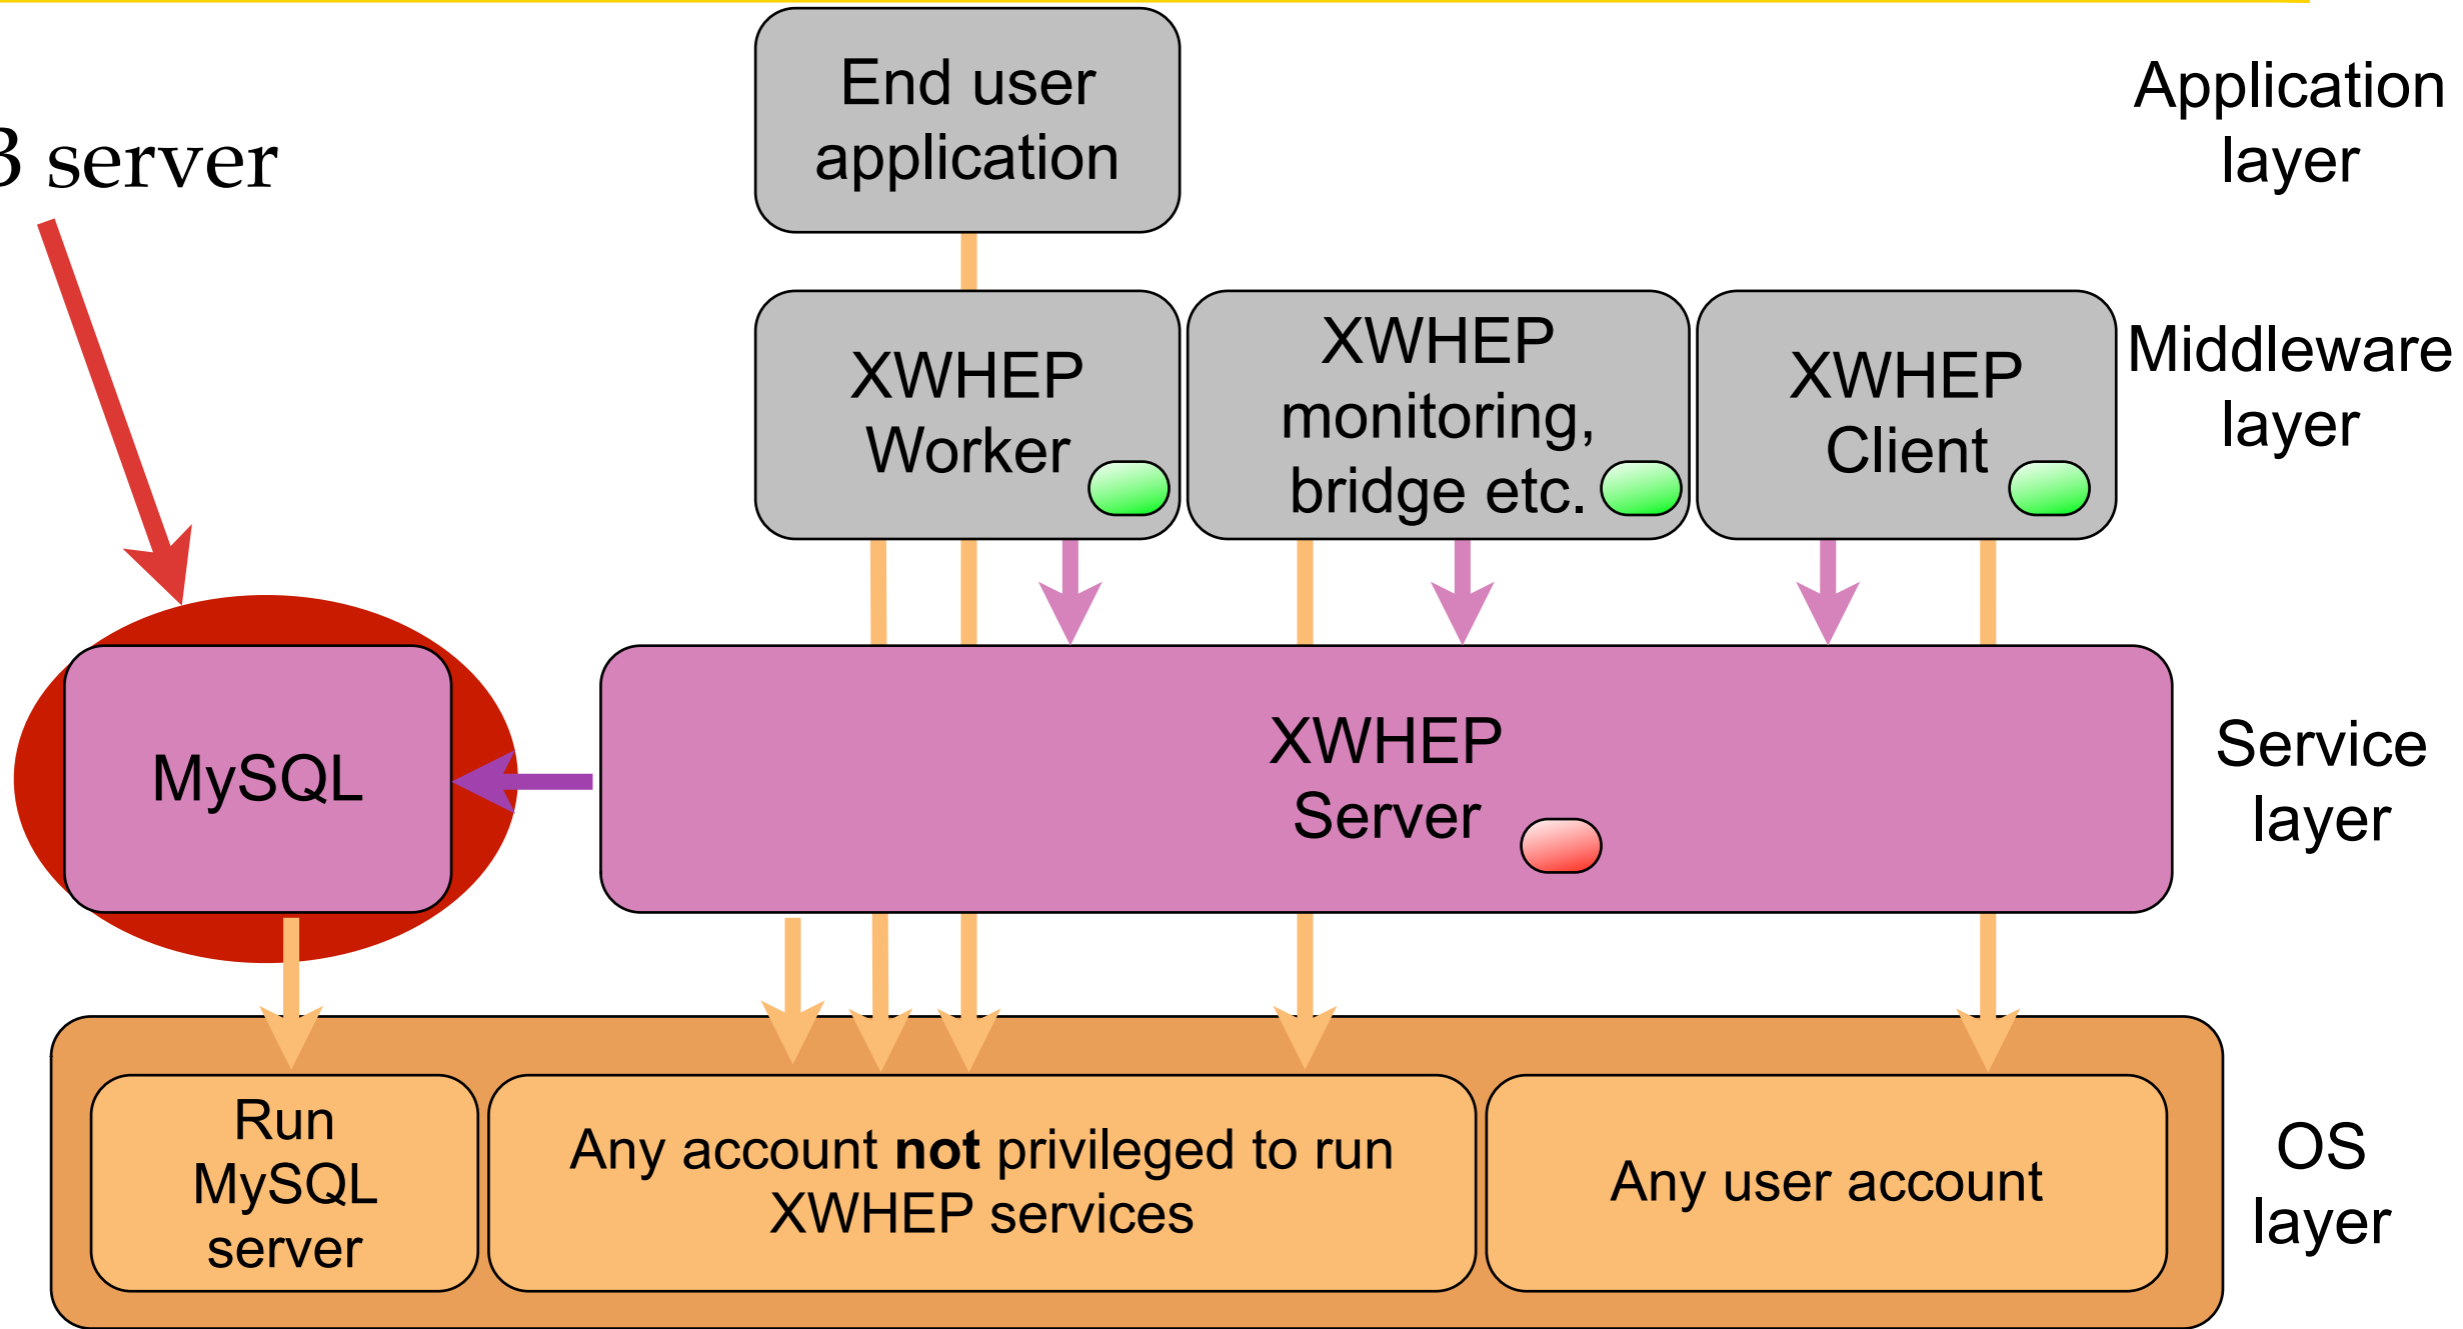 End user
application
Application
layer
server
XWHEP
Worker
XWHEP
monitoring,
bridge etc.
XWHEP
Client
Middleware
layer
MySQL
XWHEP
Server
Service
layer
Run
MySQL
server
Any account not privileged to run
XWHEP services
Any user account
OS
layer